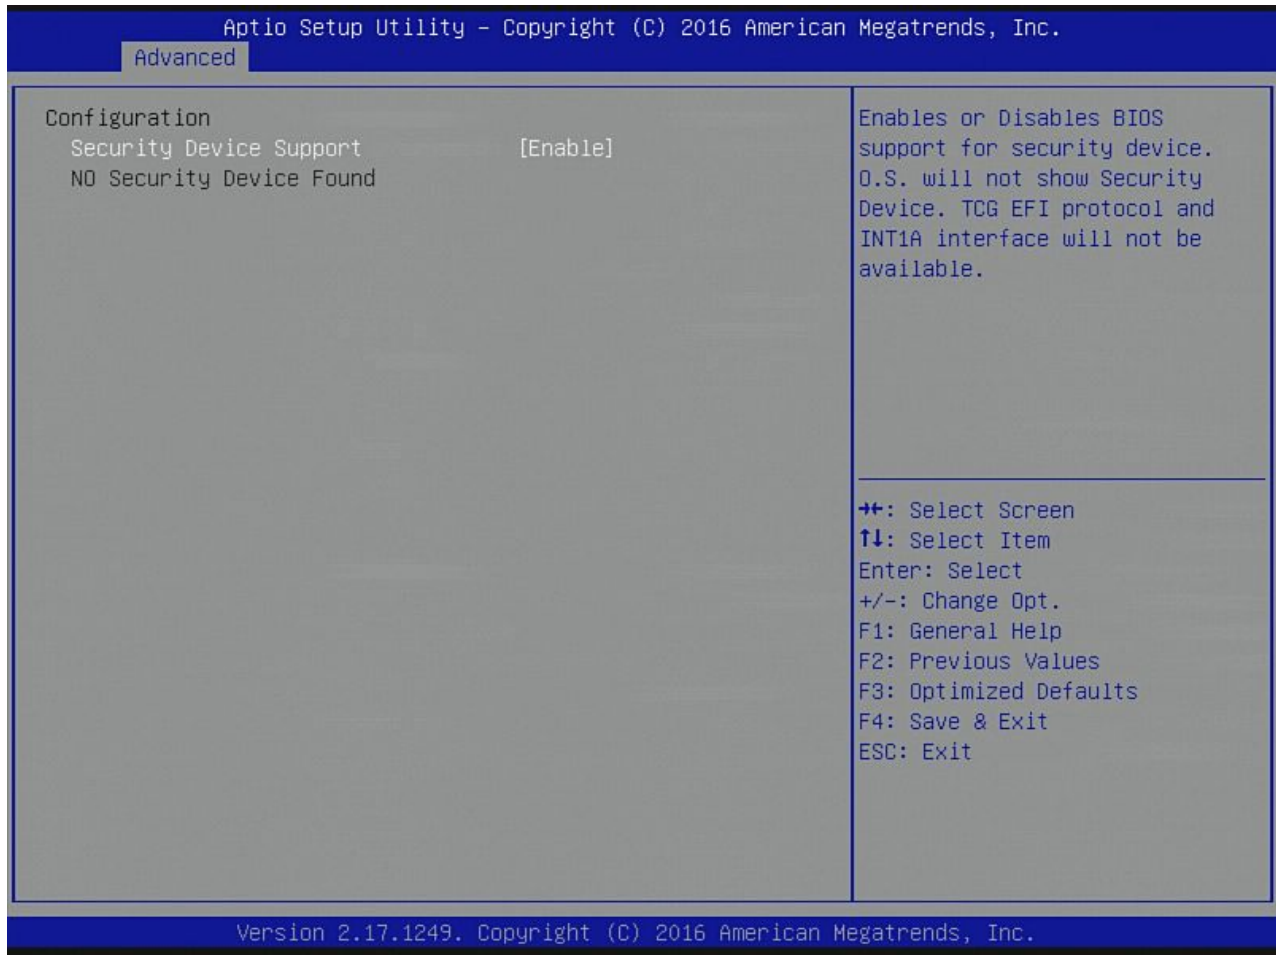 Aptio Setup Utility – Copyright (C) 2016 American Megatrends, Inc.
Advanced
Configuration
Security Device Support [Enable]
NO Security Device Found
Enables or Disables BIOS
support for security device.
O.S. will not show Security
Device. TCG EFI protocol and
INT1A interface will not be
available.
→←: Select Screen
↑↓: Select Item
Enter: Select
+/-: Change Opt.
F1: General Help
F2: Previous Values
F3: Optimized Defaults
F4: Save & Exit
ESC: Exit
Version 2.17.1249. Copyright (C) 2016 American Megatrends, Inc.